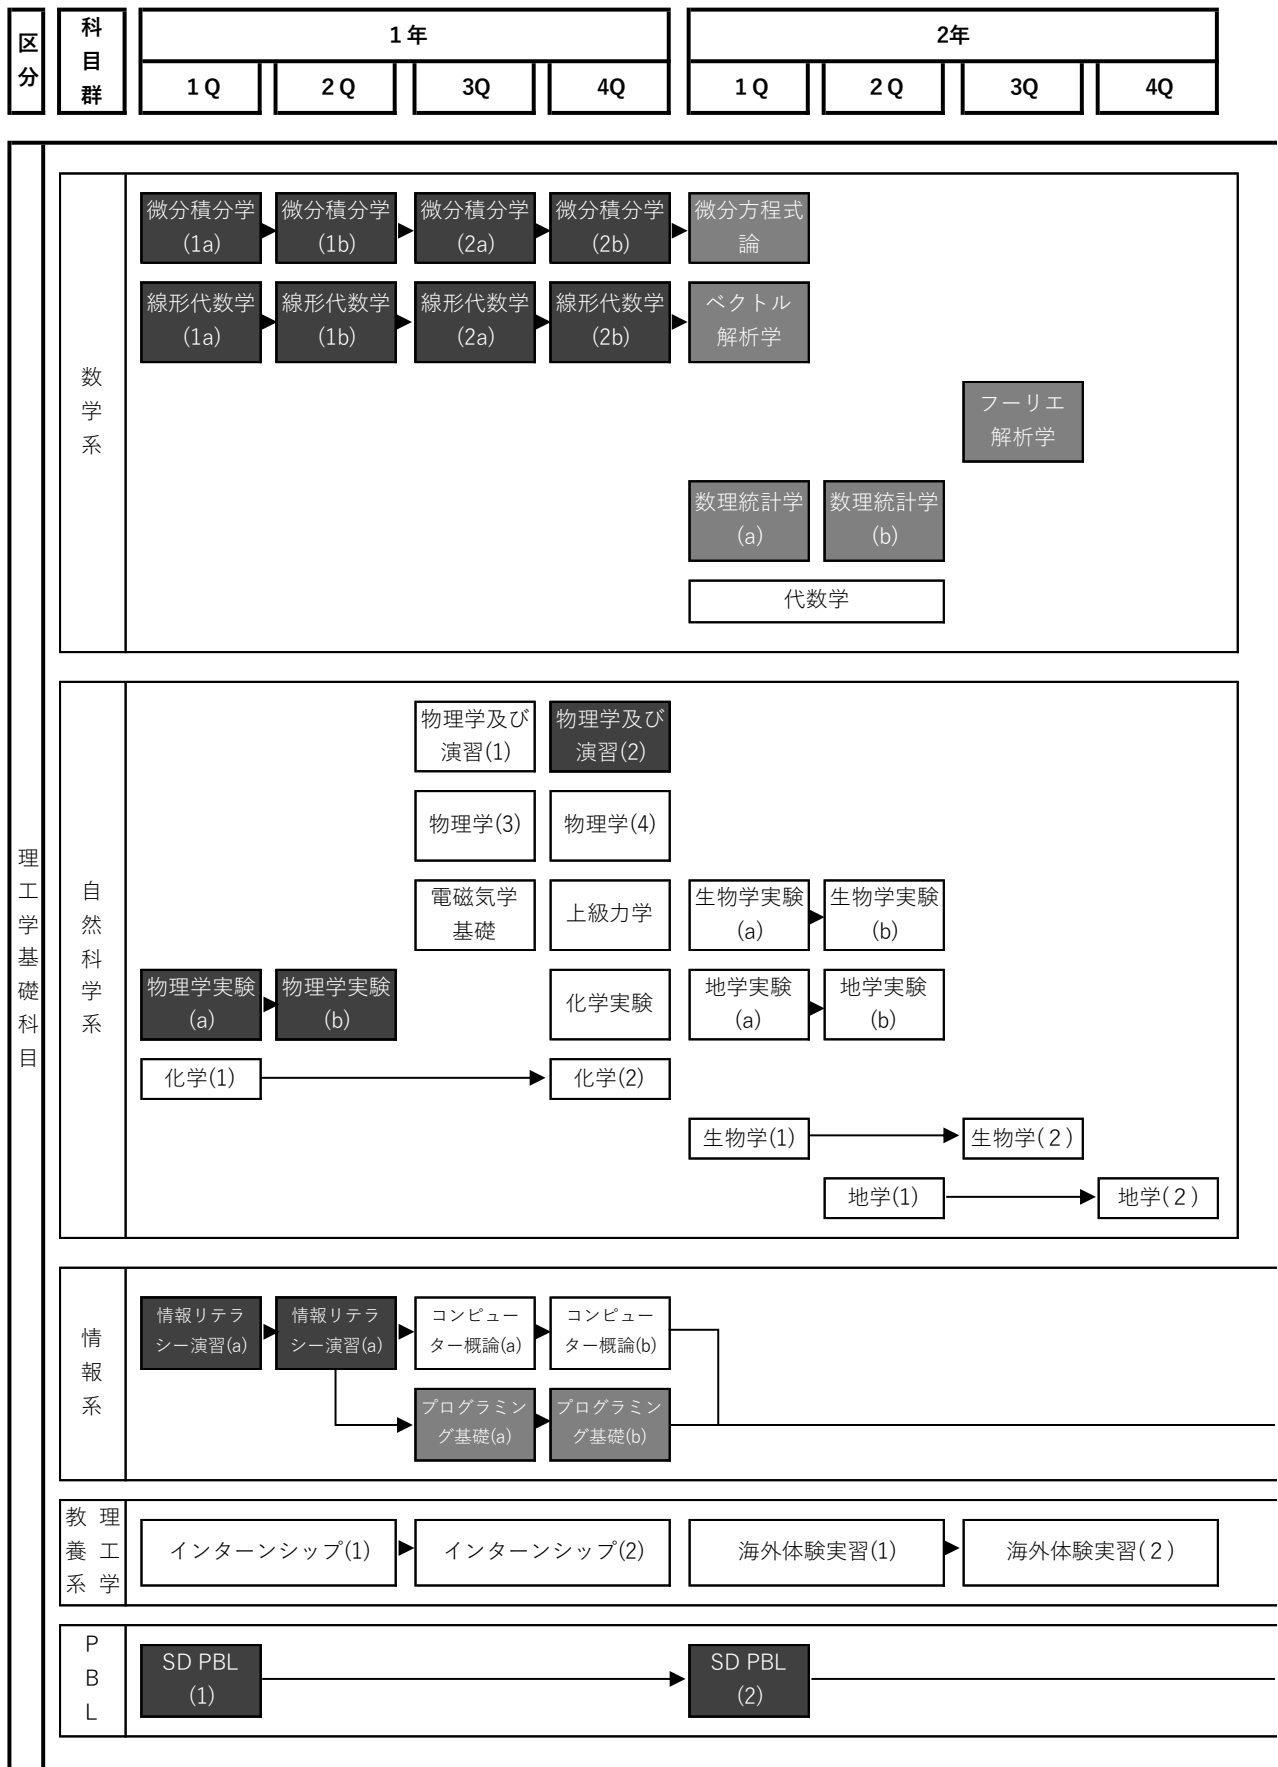 区分
科目群
1 年
2年
1 Q
2 Q
3Q
4Q
1 Q
2 Q
3Q
4Q
理工学基礎科目
数学系
微分積分学
(1a)
微分積分学
(1b)
微分積分学
(2a)
微分積分学
(2b)
微分方程式
論
線形代数学
(1a)
線形代数学
(1b)
線形代数学
(2a)
線形代数学
(2b)
ベクトル
解析学
フーリエ
解析学
数理統計学
(a)
数理統計学
(b)
代数学
自然科学系
物理学及び
演習(1)
物理学及び
演習(2)
物理学(3)
物理学(4)
電磁気学
基礎
上級力学
生物学実験
(a)
生物学実験
(b)
物理学実験
(a)
物理学実験
(b)
化学実験
地学実験
(a)
地学実験
(b)
化学(1)
化学(2)
生物学(1)
生物学(２)
地学(1)
地学(２)
情報系
情報リテラ
シー演習(a)
情報リテラ
シー演習(a)
コンピュー
ター概論(a)
コンピュー
ター概論(b)
プログラミン
グ基礎(a)
プログラミン
グ基礎(b)
理工学
教養系
インターンシップ(1)
インターンシップ(2)
海外体験実習(1)
海外体験実習(２)
PBL
SD PBL
(1)
SD PBL
(2)